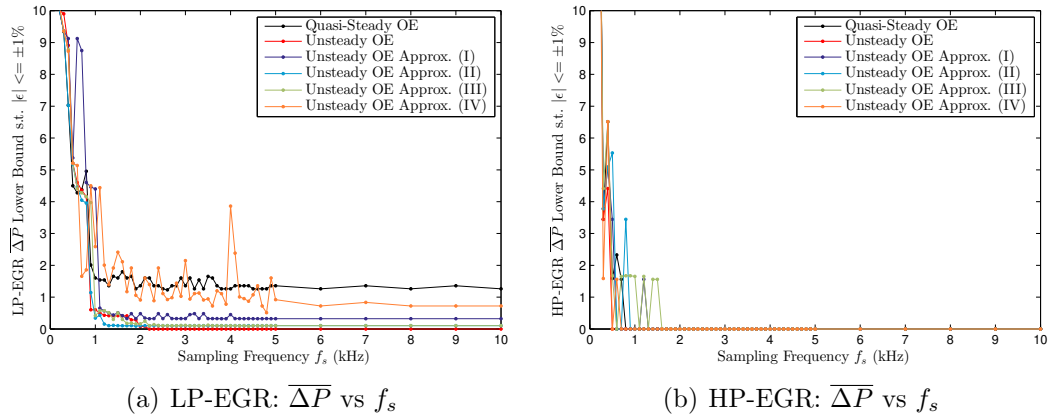 LP-EGR $\overline{\Delta P}$ Lower Bound s.t. $|\epsilon| <= \pm 1\%$
10
9
8
7
6
5
4
3
2
1
0
Quasi-Steady OE
Unsteady OE
Unsteady OE Approx. (I)
Unsteady OE Approx. (II)
Unsteady OE Approx. (III)
Unsteady OE Approx. (IV)
0 1 2 3 4 5 6 7 8 9 10
Sampling Frequency $f_s$ (kHz)
(a) LP-EGR: $\overline{\Delta P}$ vs $f_s$
HP-EGR $\overline{\Delta P}$ Lower Bound s.t. $|\epsilon| <= \pm 1\%$
10
9
8
7
6
5
4
3
2
1
0
Quasi-Steady OE
Unsteady OE
Unsteady OE Approx. (I)
Unsteady OE Approx. (II)
Unsteady OE Approx. (III)
Unsteady OE Approx. (IV)
0 1 2 3 4 5 6 7 8 9 10
Sampling Frequency $f_s$ (kHz)
(b) HP-EGR: $\overline{\Delta P}$ vs $f_s$